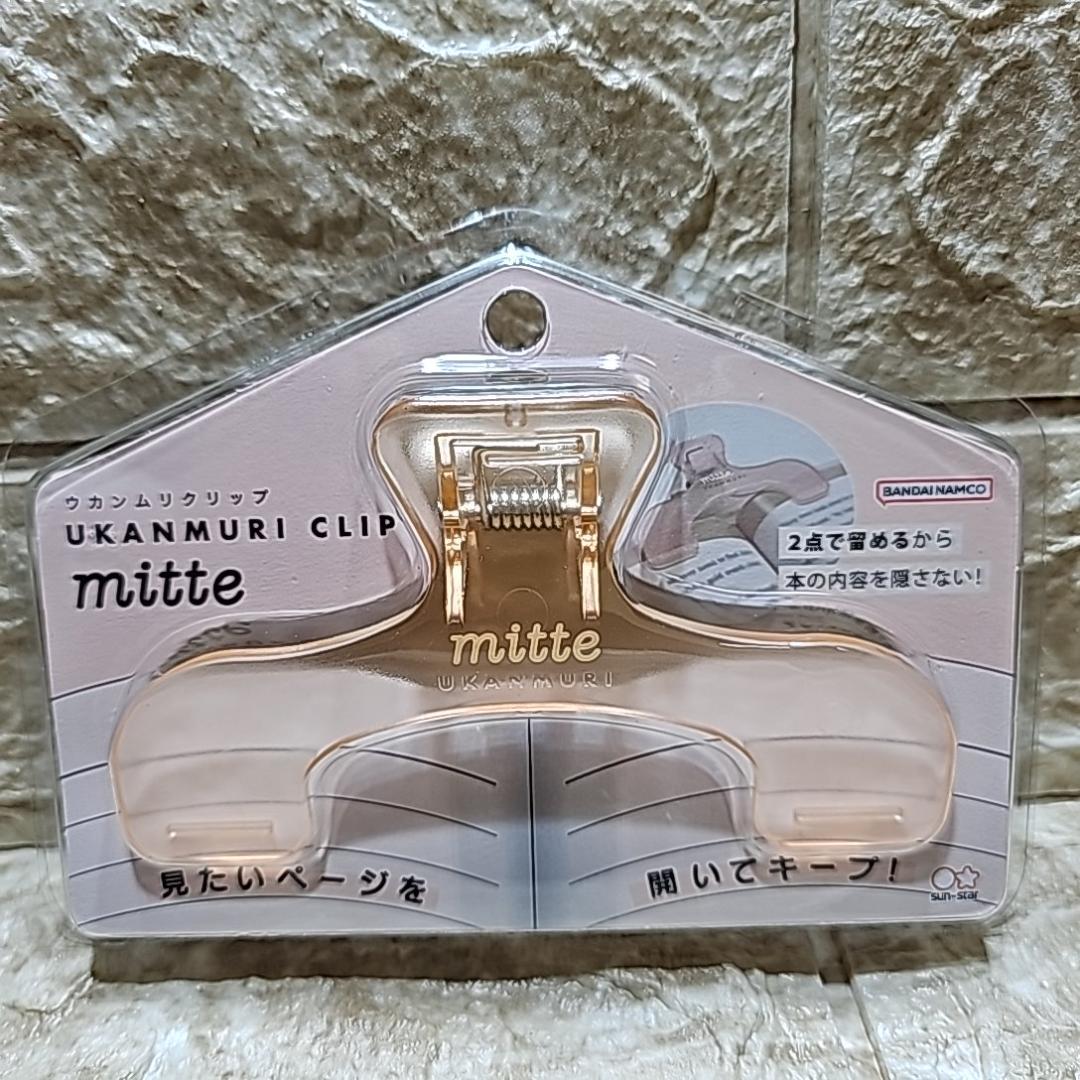 ウカンムリクリップ
UKANMURI CLIP
mitte
BANDAI NAMCO
2点で留めるから
本の内容を隠さない!
mitte
UKANMURI
見たいページを
開いてキープ!
sun-star